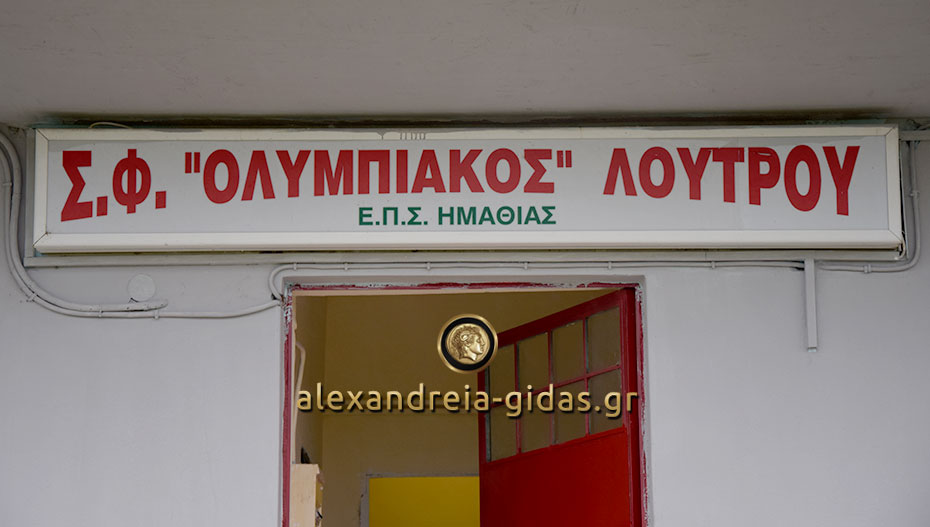 Σ.Φ. "ΟΛΥΜΠΙΑΚΟΣ" ΛΟΥΤΡΟΥ
Ε.Π.Σ. ΗΜΑΘΙΑΣ
alexandreia-gidas.gr